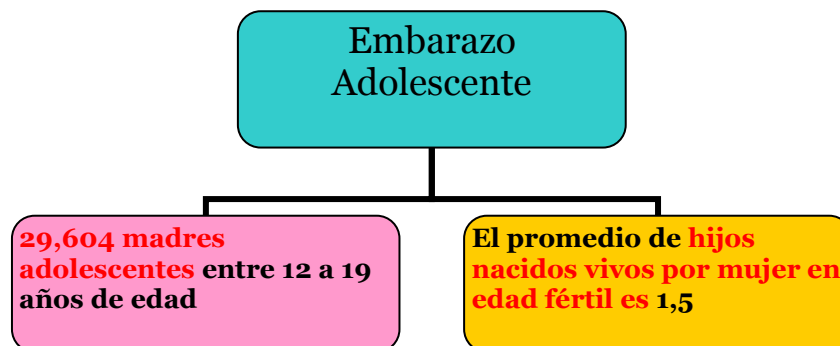 Embarazo
Adolescente
29,604 madres
adolescentes entre 12 a 19
años de edad
El promedio de hijos
nacidos vivos por mujer en
edad fértil es 1,5